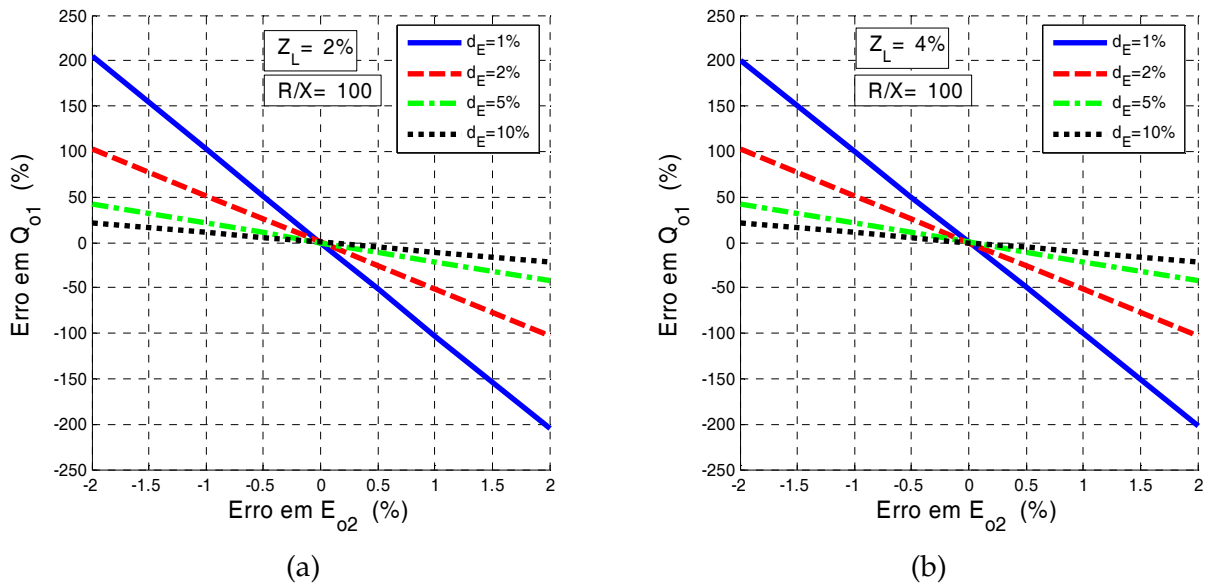 250
200
150
100
50
0
-50
-100
-150
-200
-250
Erro em Q_o1 (%)
Z_L= 2%
R/X= 100
d_E=1%
d_E=2%
d_E=5%
d_E=10%
-2 -1.5 -1 -0.5 0 0.5 1 1.5 2
Erro em E_o2 (%)
(a)
250
200
150
100
50
0
-50
-100
-150
-200
-250
Erro em Q_o1 (%)
Z_L= 4%
R/X= 100
d_E=1%
d_E=2%
d_E=5%
d_E=10%
-2 -1.5 -1 -0.5 0 0.5 1 1.5 2
Erro em E_o2 (%)
(b)